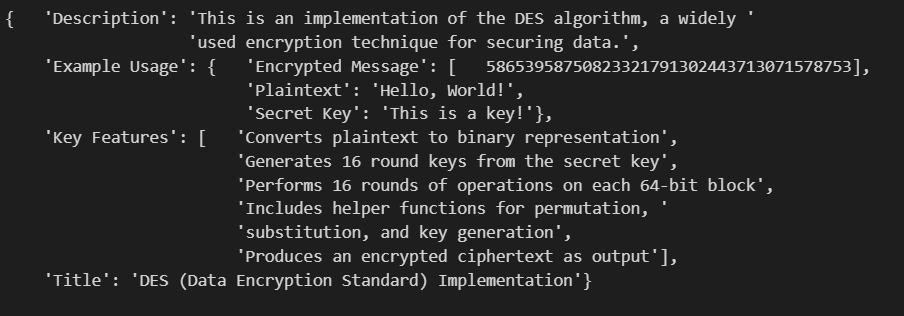 {   'Description': 'This is an implementation of the DES algorithm, a widely '
                   'used encryption technique for securing data.',
    'Example Usage': {   'Encrypted Message': [   58653958750823321791302443713071578753],
                         'Plaintext': 'Hello, World!',
                         'Secret Key': 'This is a key!'},
    'Key Features': [   'Converts plaintext to binary representation',
                        'Generates 16 round keys from the secret key',
                        'Performs 16 rounds of operations on each 64-bit block',
                        'Includes helper functions for permutation, '
                        'substitution, and key generation',
                        'Produces an encrypted ciphertext as output'],
    'Title': 'DES (Data Encryption Standard) Implementation'}